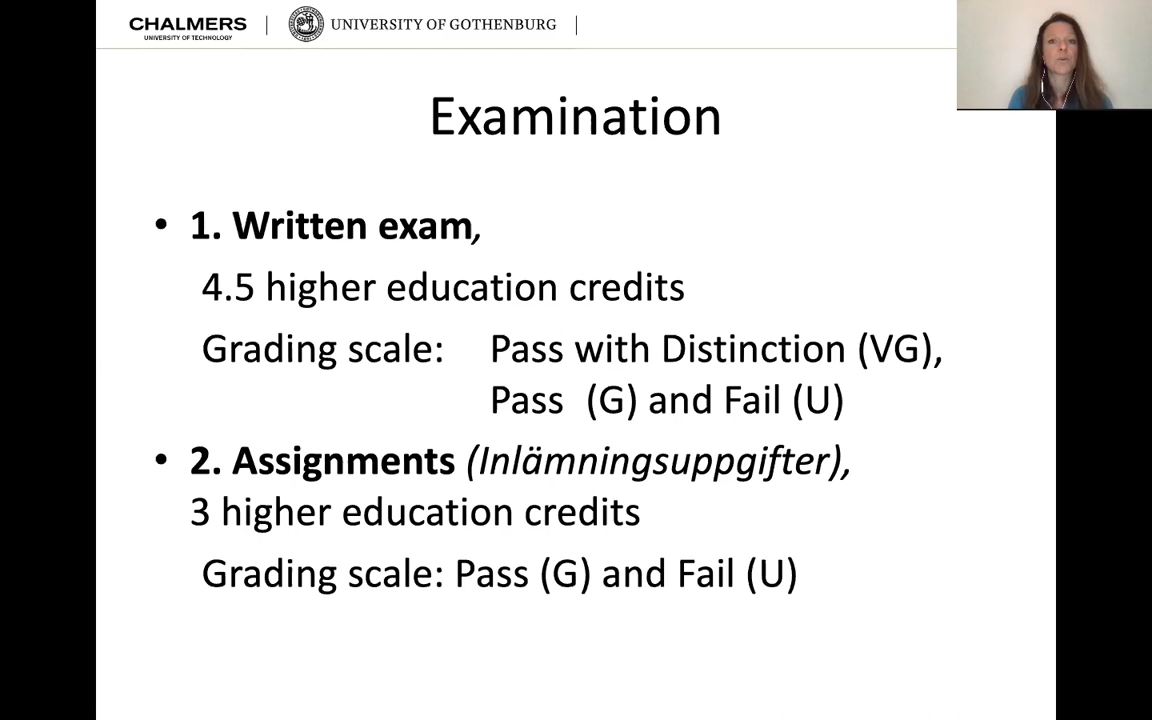 CHALMERS
UNIVERSITY OF TECHNOLOGY
UNIVERSITY OF GOTHENBURG
Examination
• 1. Written exam,
4.5 higher education credits
Grading scale: Pass with Distinction (VG),
Pass (G) and Fail (U)
• 2. Assignments (Inlämningsuppgifter),
3 higher education credits
Grading scale: Pass (G) and Fail (U)